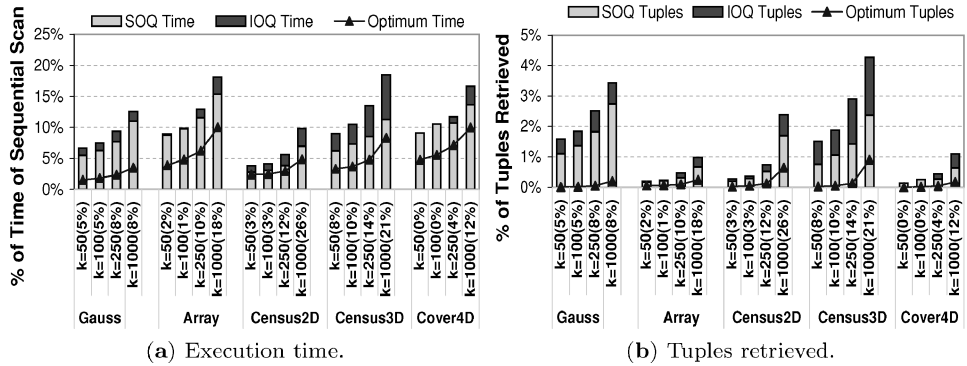 SOQ Time IOQ Time Optimum Time
% of Time of Sequential Scan
25%
20%
15%
10%
5%
0%
k=50(5%)
k=100(5%)
k=250(8%)
k=1000(8%)
k=50(2%)
k=100(1%)
k=250(10%)
k=1000(18%)
k=50(3%)
k=100(3%)
k=250(12%)
k=1000(26%)
k=50(8%)
k=100(10%)
k=250(14%)
k=1000(21%)
k=50(0%)
k=100(0%)
k=250(4%)
k=1000(12%)
Gauss Array Census2D Census3D Cover4D
(a) Execution time.
SOQ Tuples IOQ Tuples Optimum Tuples
% of Tuples Retrieved
5%
4%
3%
2%
1%
0%
k=50(5%)
k=100(5%)
k=250(8%)
k=1000(8%)
k=50(2%)
k=100(1%)
k=250(10%)
k=1000(18%)
k=50(3%)
k=100(3%)
k=250(12%)
k=1000(26%)
k=50(8%)
k=100(10%)
k=250(14%)
k=1000(21%)
k=50(0%)
k=100(0%)
k=250(4%)
k=1000(12%)
Gauss Array Census2D Census3D Cover4D
(b) Tuples retrieved.